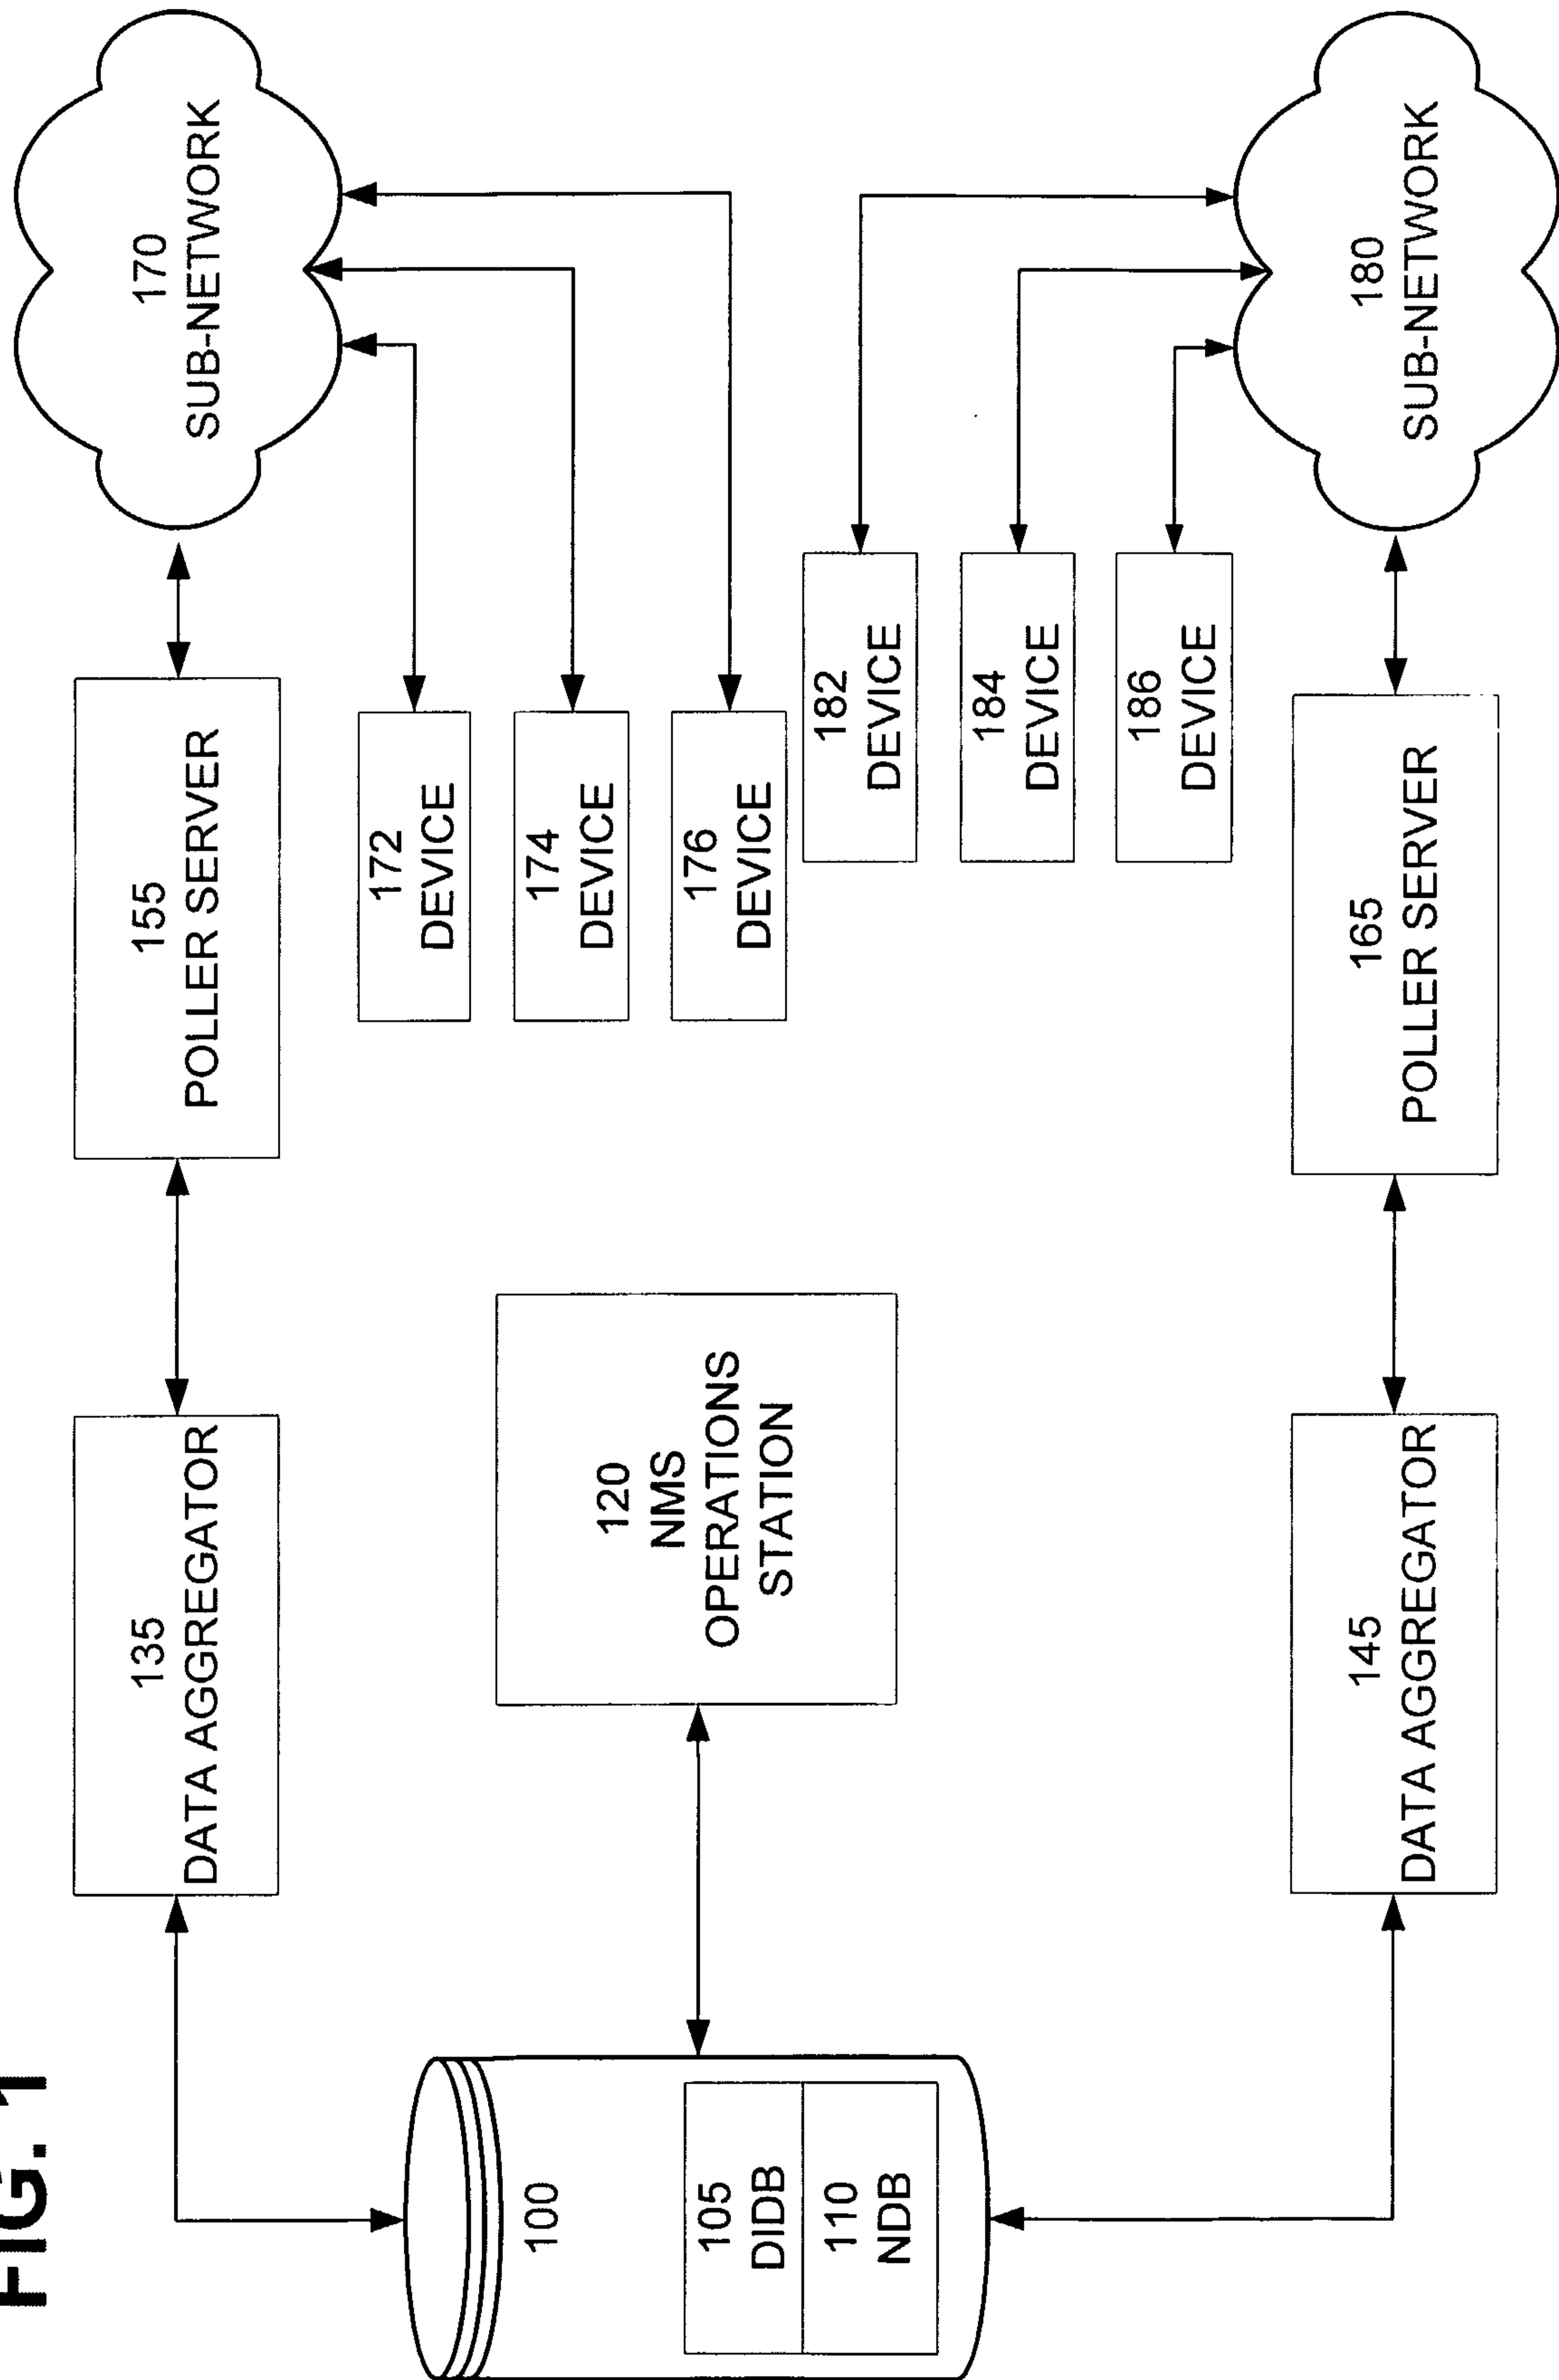 FIG. 1
100
105
DIDB
110
NDB
135
DATA AGGREGATOR
120
NMS
OPERATIONS
STATION
145
DATA AGGREGATOR
155
POLLER SERVER
172
DEVICE
174
DEVICE
176
DEVICE
182
DEVICE
184
DEVICE
186
DEVICE
165
POLLER SERVER
170
SUB-NETWORK
180
SUB-NETWORK